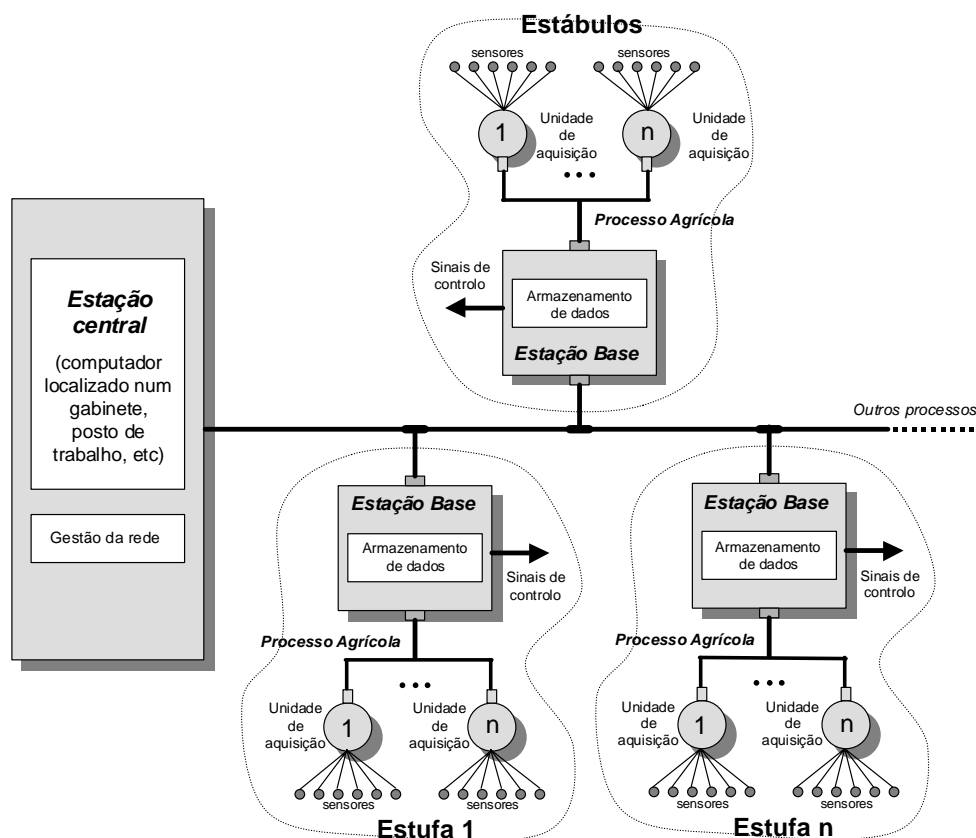 Estábulos
sensores
sensores
1
Unidade
de
aquisição
n
Unidade
de
aquisição
• • •
Processo Agrícola
Sinais de
controlo
Armazenamento
de dados
Estação Base
Estação
central
(computador
localizado num
gabinete,
posto de
trabalho, etc)
Gestão da rede
Outros processos
Estação Base
Armazenamento
de dados
Sinais de
controlo
Processo Agrícola
• • •
Unidade
de
aquisição
1
Unidade
de
aquisição
n
sensores
sensores
Estufa 1
Estação Base
Armazenamento
de dados
Sinais de
controlo
Processo Agrícola
• • •
Unidade
de
aquisição
1
Unidade
de
aquisição
n
sensores
sensores
Estufa n